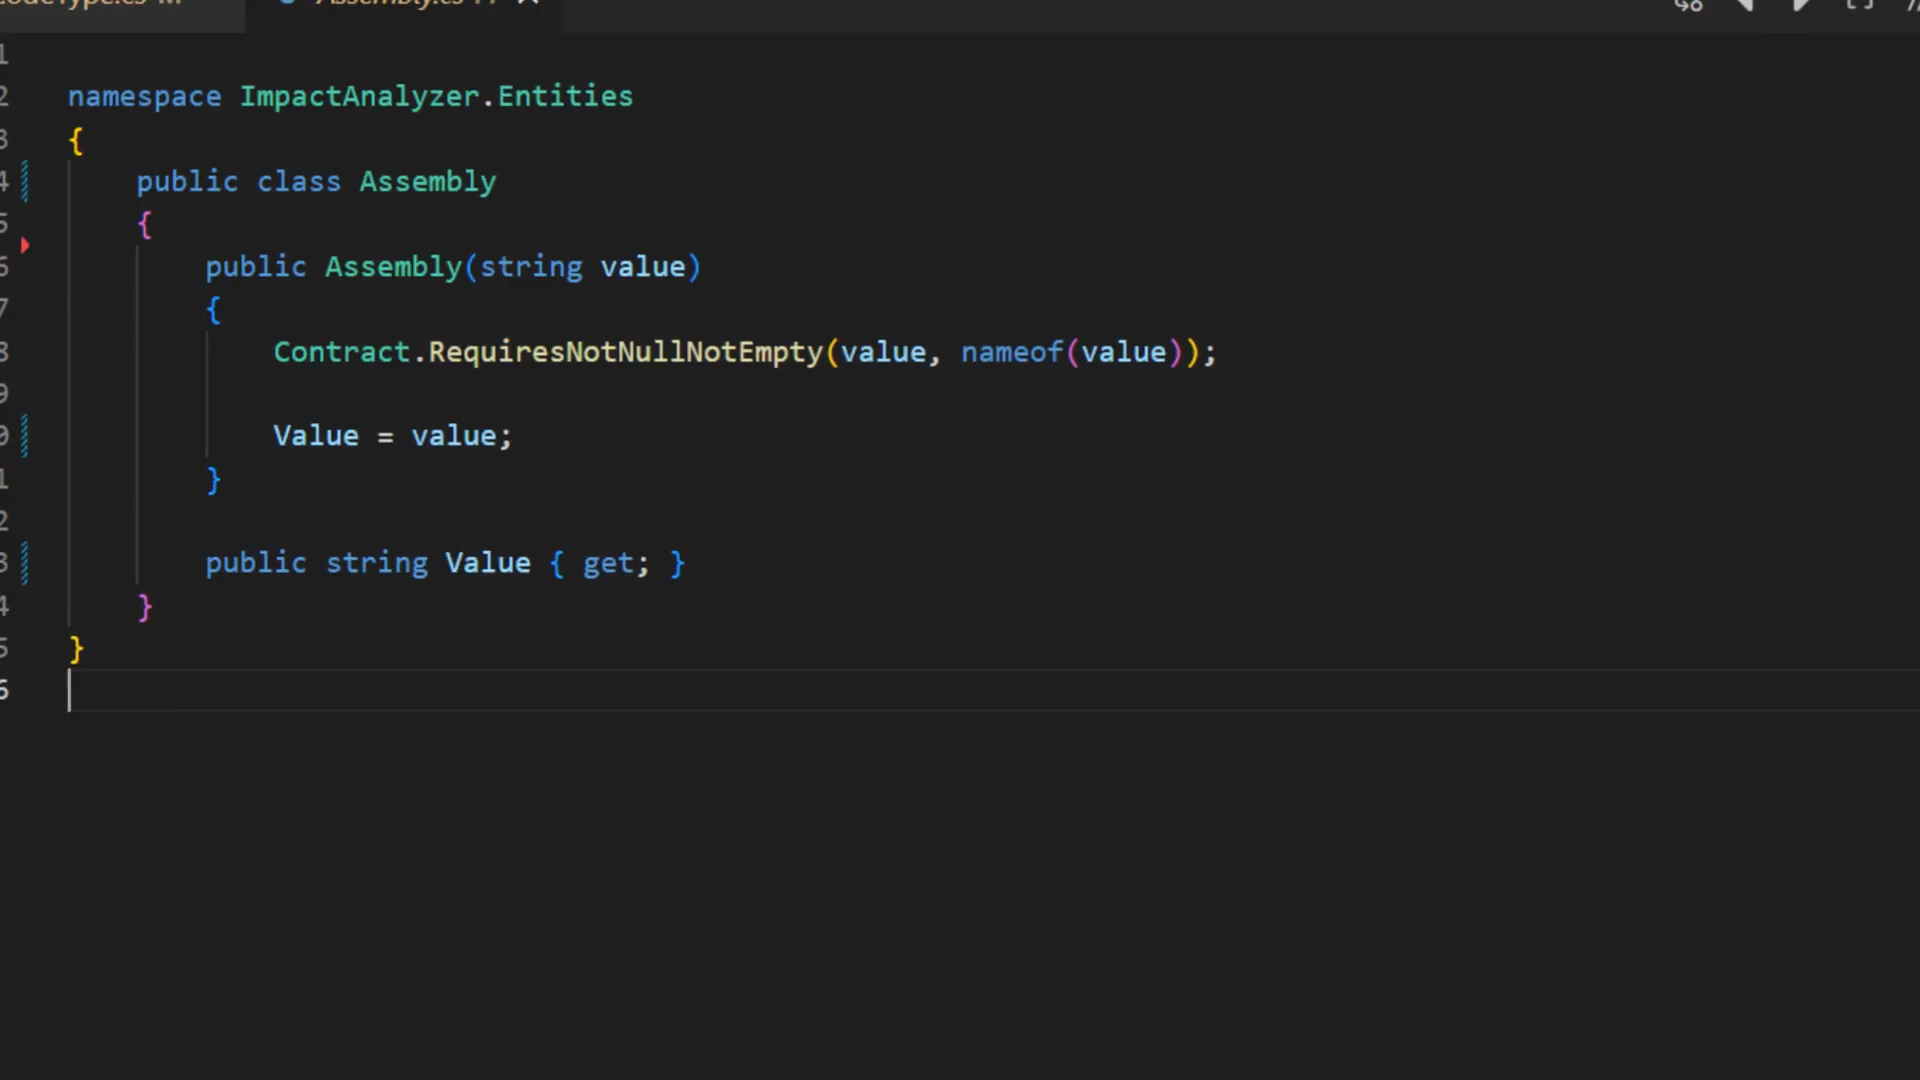 namespace ImpactAnalyzer.Entities
{
public class Assembly
{
public Assembly(string value)
{
Contract.RequiresNotNullNotEmpty(value, nameof(value));
Value = value;
}
public string Value { get; }
}
}